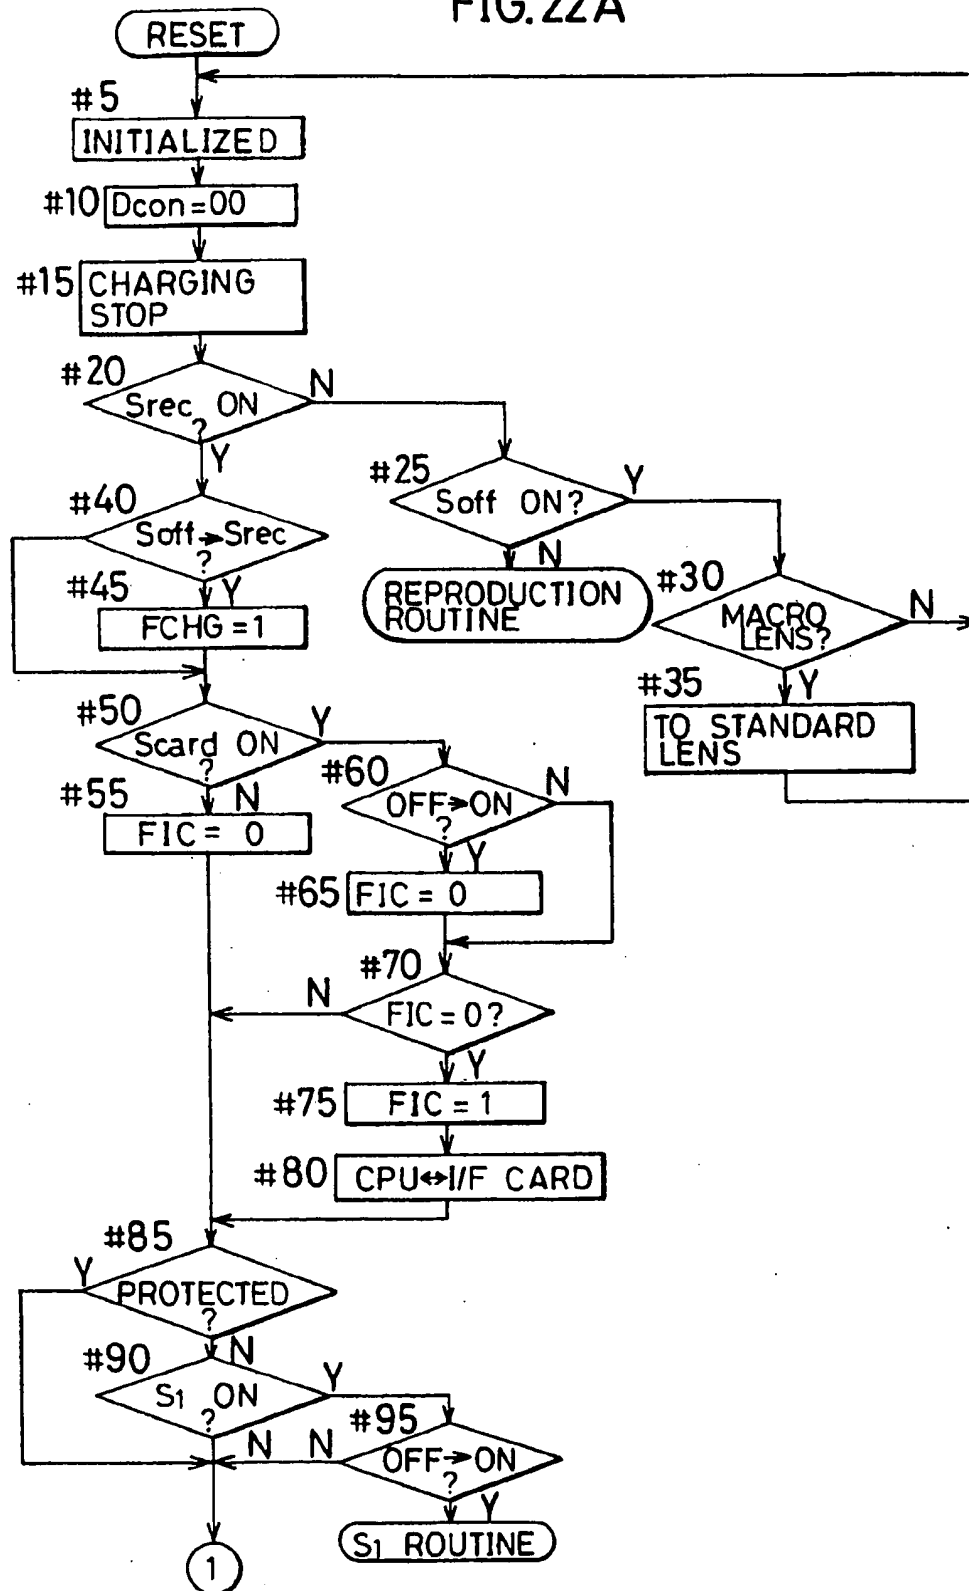 FIG. 22A
RESET
#5
INITIALIZED
#10 Dcon=00
#15 CHARGING
STOP
#20
Srec ON
?
N
Y
#25
Soff ON?
Y
N
#40
Soff→Srec
?
Y
REPRODUCTION
ROUTINE
#30
MACRO
LENS?
N
Y
#45
FCHG=1
#35
TO STANDARD
LENS
#50
Scard ON
?
Y
N
#55
FIC= 0
#60
OFF→ON
?
N
Y
#65 FIC= 0
#70
FIC=0?
N
Y
#75 FIC=1
#80 CPU↔I/F CARD
#85
PROTECTED
?
Y
N
#90
S1 ON
?
Y
N
#95
OFF→ON
?
N
Y
S1 ROUTINE
1